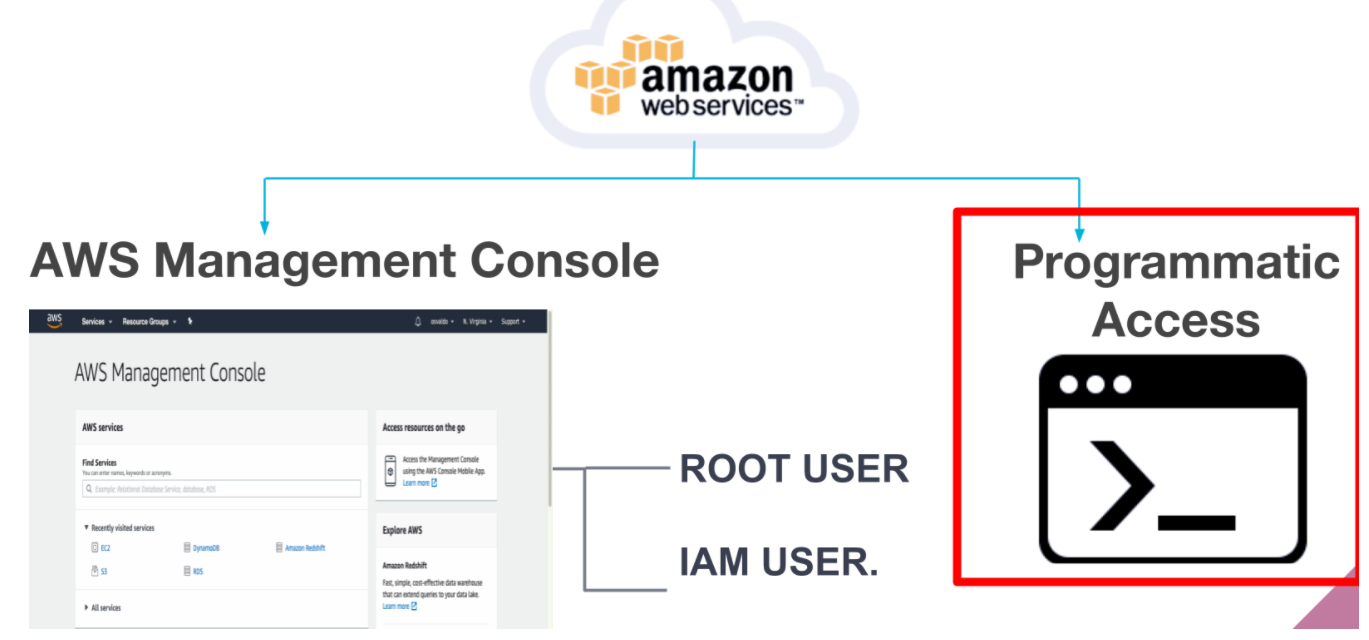 amazon
web services™
AWS Management Console
Programmatic
Access
aws
Services
Resource Groups
osvaldo
N. Virginia
Support
AWS Management Console
AWS services
Find Services
You can enter names, keywords or acronyms.
Example: Relational Database Service, database, RDS
Recently visited services
EC2
DynamoDB
Amazon Redshift
S3
RDS
All services
Access resources on the go
Access the Management Console
using the AWS Console Mobile App.
Learn more
Explore AWS
Amazon Redshift
Fast, simple, cost-effective data warehouse
that can extend queries to your data lake.
Learn more
ROOT USER
IAM USER.
>_